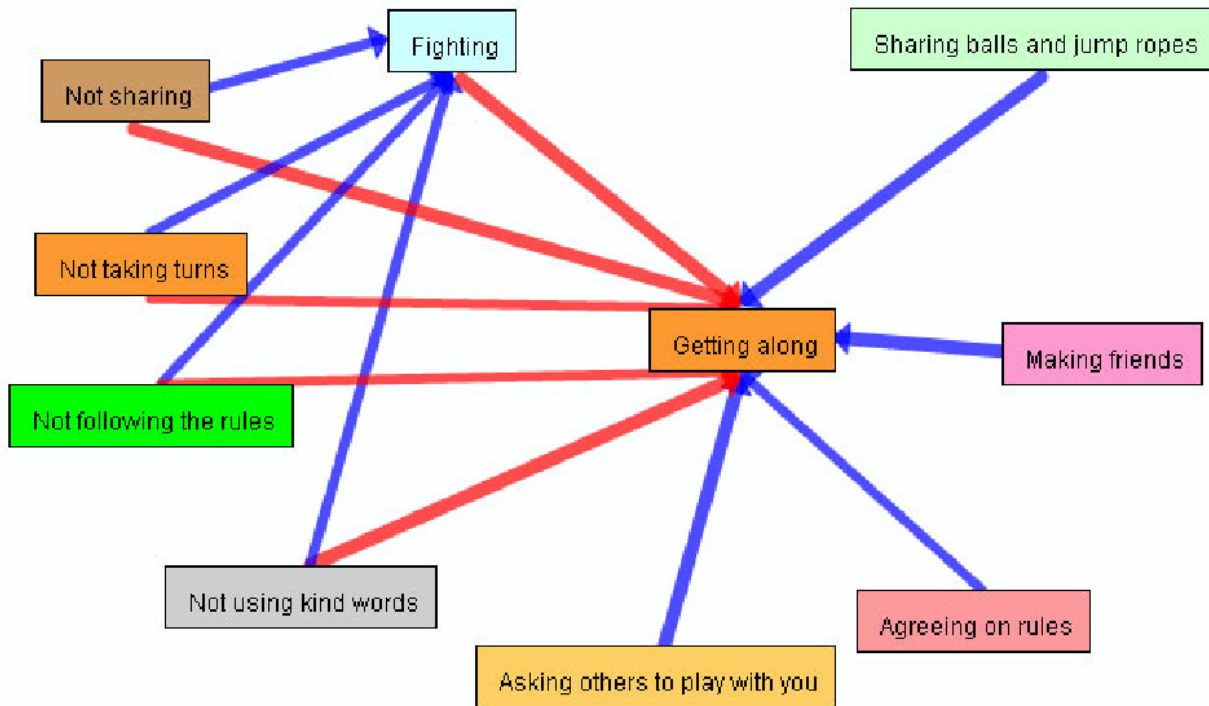 Fighting
Sharing balls and jump ropes
Not sharing
Not taking turns
Getting along
Making friends
Not following the rules
Not using kind words
Agreeing on rules
Asking others to play with you